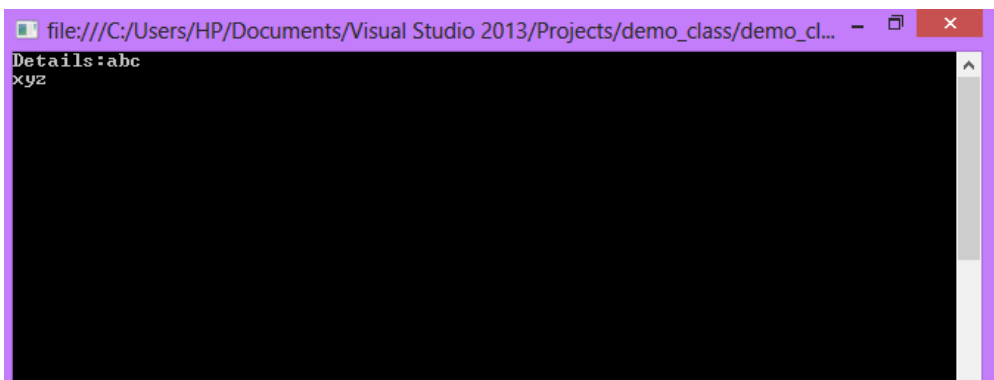 file:///C:/Users/HP/Documents/Visual Studio 2013/Projects/demo_class/demo_cl...
Details:abc
xyz